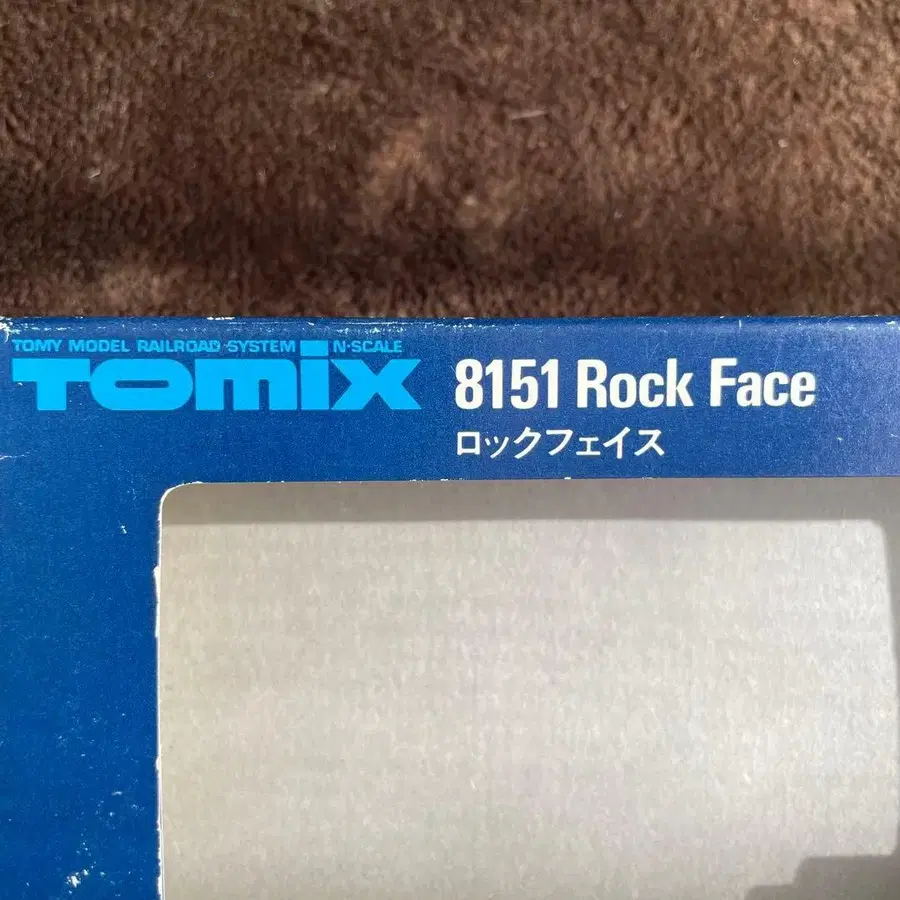 TOMY MODEL RAILROAD SYSTEM N-SCALE
TOMIX
8151 Rock Face
ロックフェイス